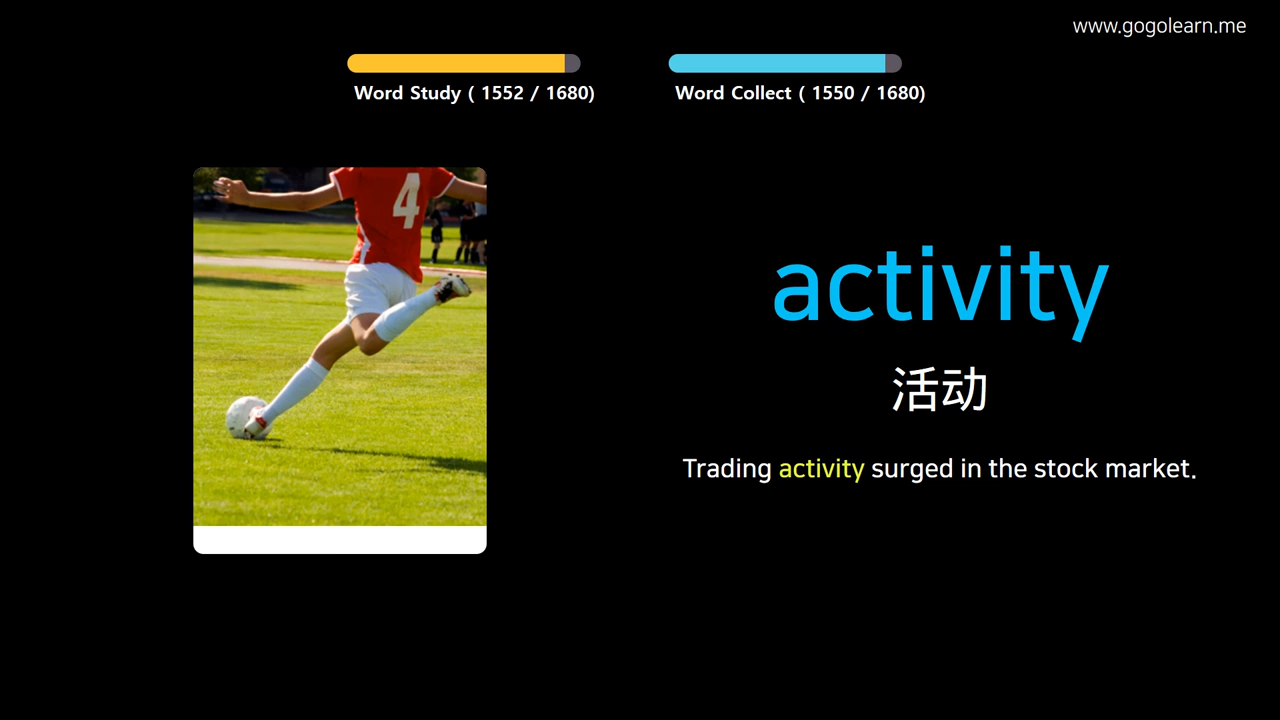 www.gogolearn.me
Word Study ( 1552 / 1680)
Word Collect ( 1550 / 1680)
4
activity
活动
Trading activity surged in the stock market.